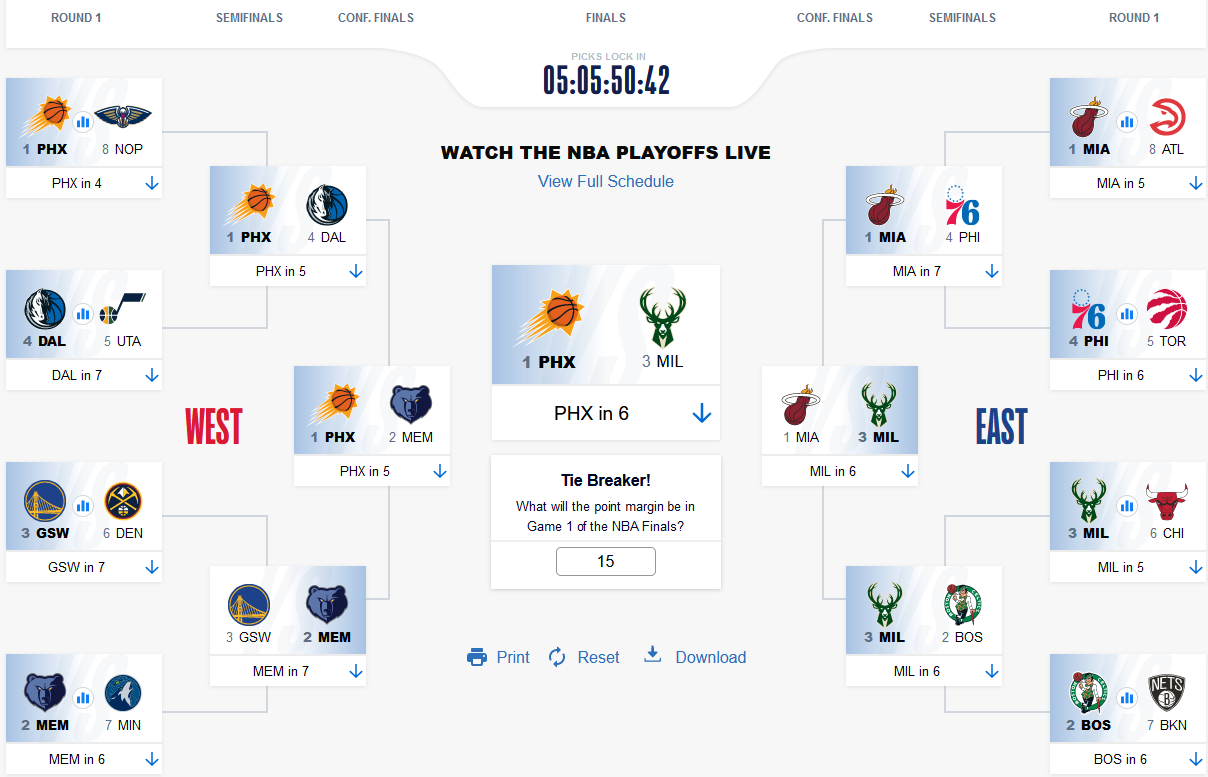 ROUND 1 SEMIFINALS CONF. FINALS FINALS CONF. FINALS SEMIFINALS ROUND 1
PICKS LOCK IN
05:05:50:42
WATCH THE NBA PLAYOFFS LIVE
View Full Schedule
1 PHX 8 NOP
PHX in 4
4 DAL 5 UTA
DAL in 7
3 GSW 6 DEN
GSW in 7
2 MEM 7 MIN
MEM in 6
1 PHX 4 DAL
PHX in 5
3 GSW 2 MEM
MEM in 7
WEST
1 PHX 2 MEM
PHX in 5
1 PHX 3 MIL
PHX in 6
Tie Breaker!
What will the point margin be in
Game 1 of the NBA Finals?
15
Print Reset Download
1 MIA 3 MIL
MIL in 6
EAST
76
1 MIA 4 PHI
MIA in 7
3 MIL 2 BOS
MIL in 6
1 MIA 8 ATL
MIA in 5
76
4 PHI 5 TOR
PHI in 6
3 MIL 6 CHI
MIL in 5
NETS
B
2 BOS 7 BKN
BOS in 6